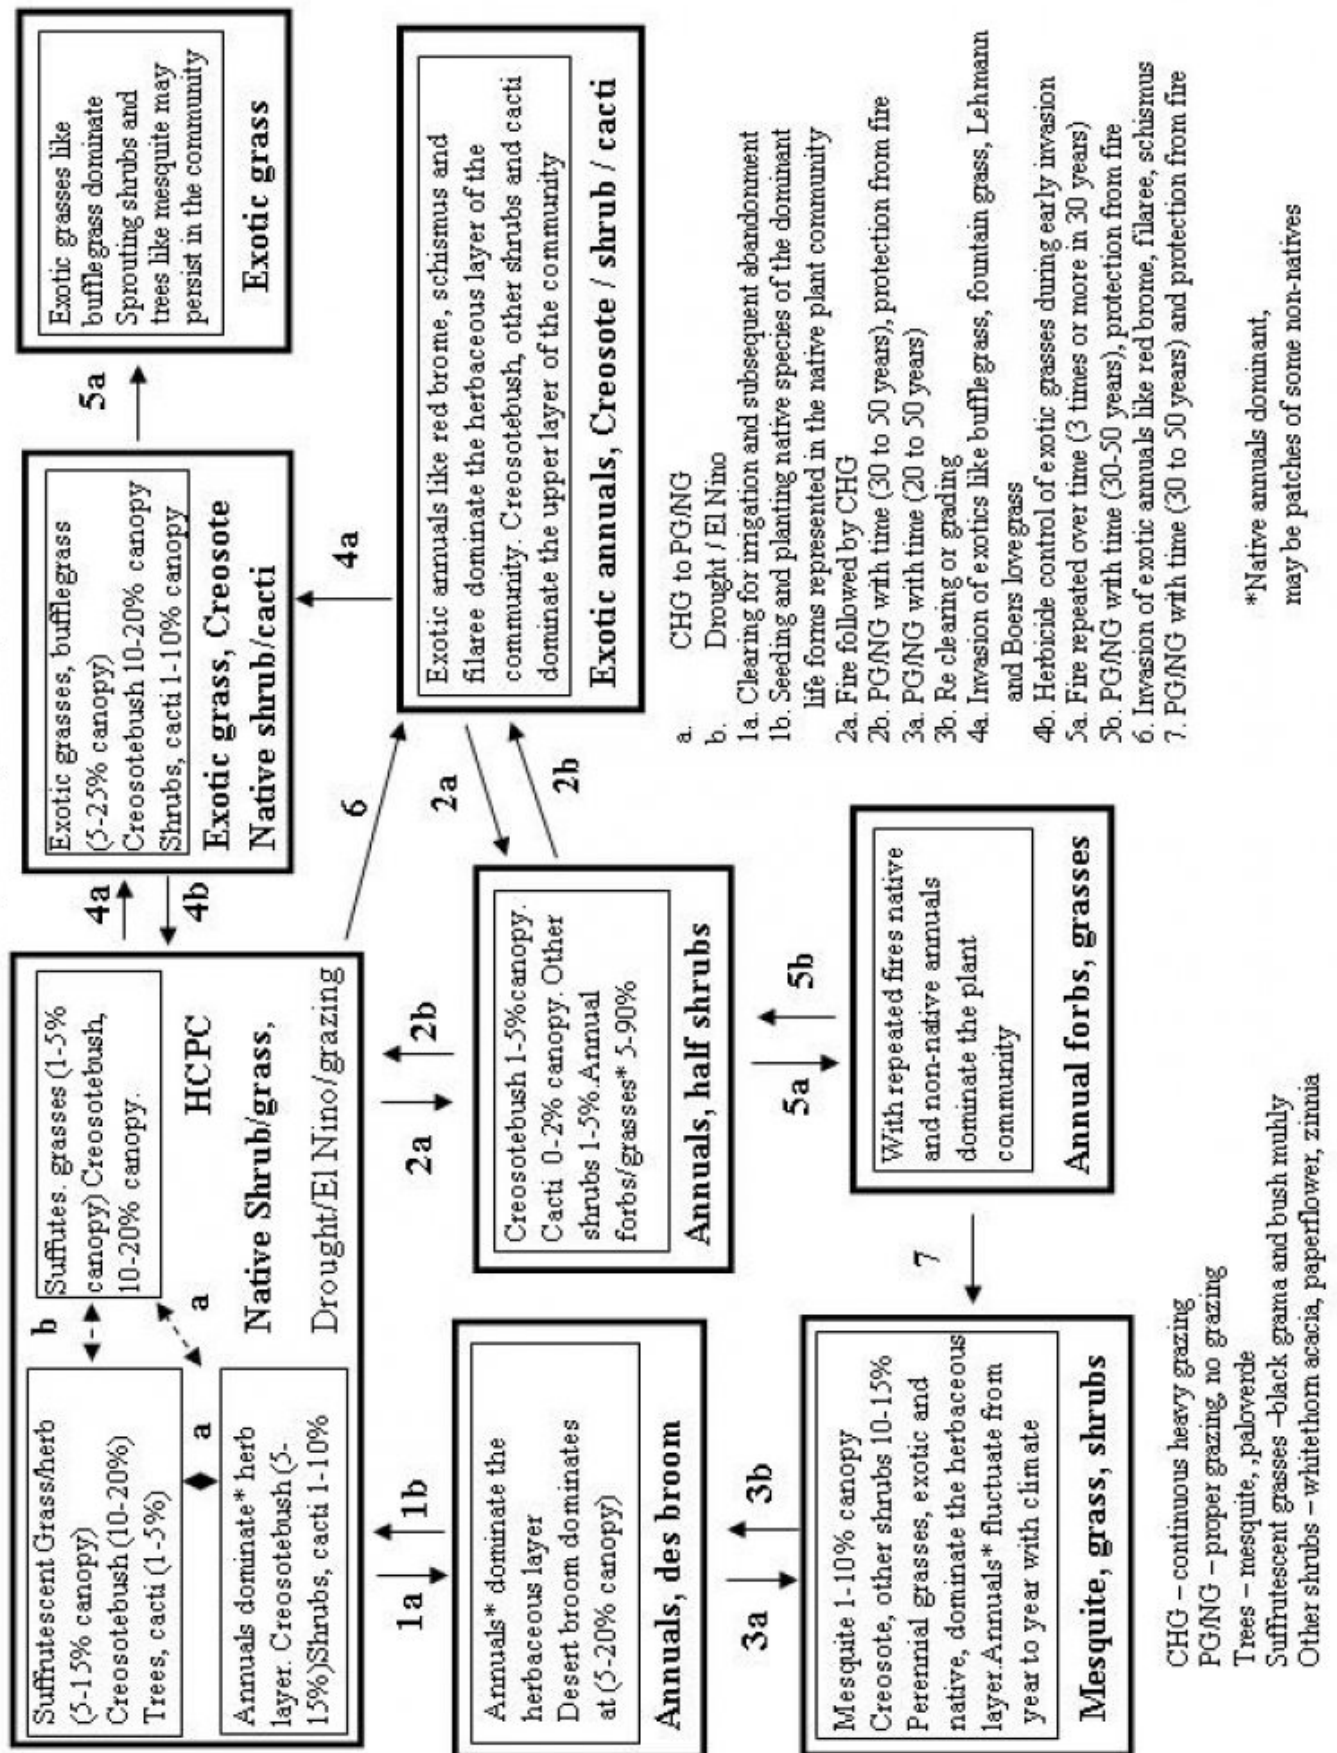 Suffrutescent Grass/herb
(5-15% canopy)
Creosotebush (10-20%)
Trees, cacti (1-5%)
b
Suffutes. grasses (1-5%
canopy) Creosotebush,
10-20% canopy.
a
a
Annuals dominate* herb
layer. Creosotebush (5-
15%)Shrubs, cacti 1-10%
HCPC
Native Shrub/grass,
Drought/El Nino/grazing
4a
4b
Exotic grasses, bufflegrass
(5-25% canopy)
Creosotebush 10-20% canopy
Shrubs, cacti 1-10% canopy
Exotic grass, Creosote
Native shrub/cacti
5a
Exotic grasses like
bufflegrass dominate
Sprouting shrubs and
trees like mesquite may
persist in the community
Exotic grass
1a
1b
2a
2b
6
4a
Annuals* dominate the
herbaceous layer
Desert broom dominates
at (5-20% canopy)
Annuals, des broom
Creosotebush 1-5%canopy.
Cacti 0-2% canopy. Other
shrubs 1-5%.Annual
forbs/grasses* 5-90%
Annuals, half shrubs
2a
2b
Exotic annuals like red brome, schismus and
filaree dominate the herbaceous layer of the
community. Creosotebush, other shrubs and cacti
dominate the upper layer of the community
Exotic annuals, Creosote / shrub / cacti
3a
3b
5a
5b
Mesquite 1-10% canopy
Creosote, other shrubs 10-15%
Perennial grasses, exotic and
native, dominate the herbaceous
layer.Annuals* fluctuate from
year to year with climate
Mesquite, grass, shrubs
7
With repeated fires native
and non-native annuals
dominate the plant
community
Annual forbs, grasses
a. CHG to PG/NG
b. Drought / El Nino
1a. Clearing for irrigation and subsequent abandonment
1b. Seeding and planting native species of the dominant
life forms represented in the native plant community
2a. Fire followed by CHG
2b. PG/NG with time (30 to 50 years), protection from fire
3a. PG/NG with time (20 to 50 years)
3b. Re clearing or grading
4a. Invasion of exotics like bufflegrass, fountain grass, Lehmann
and Boers lovegrass
4b. Herbicide control of exotic grasses during early invasion
5a. Fire repeated over time (3 times or more in 30 years)
5b. PG/NG with time (30-50 years), protection from fire
6. Invasion of exotic annuals like red brome, filaree, schismus
7. PG/NG with time (30 to 50 years) and protection from fire
CHG – continuous heavy grazing
PG/NG – proper grazing, no grazing
Trees – mesquite, ,paloverde
Suffrutescent grasses –black grama and bush muhly
Other shrubs – whitethorn acacia, paperflower, zinnia
*Native annuals dominant,
may be patches of some non-natives